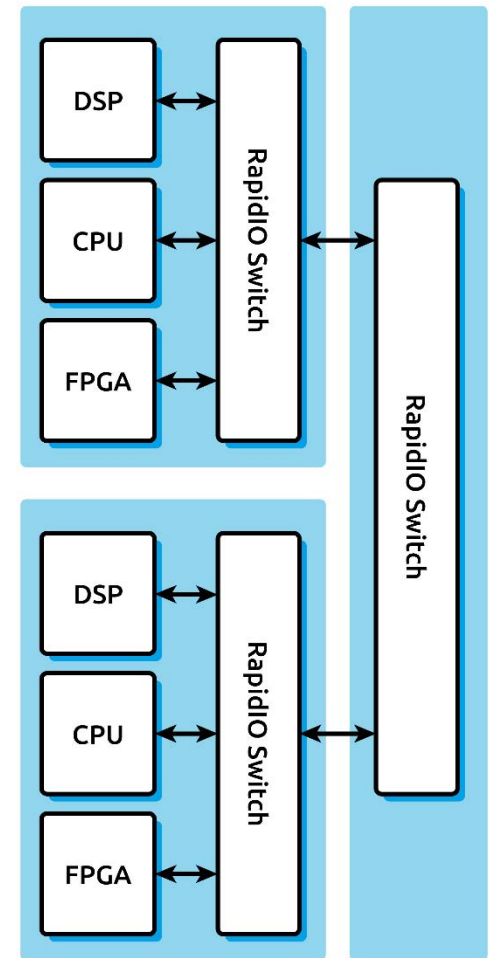 DSP
CPU
FPGA
RapidIO Switch
DSP
CPU
FPGA
RapidIO Switch
RapidIO Switch